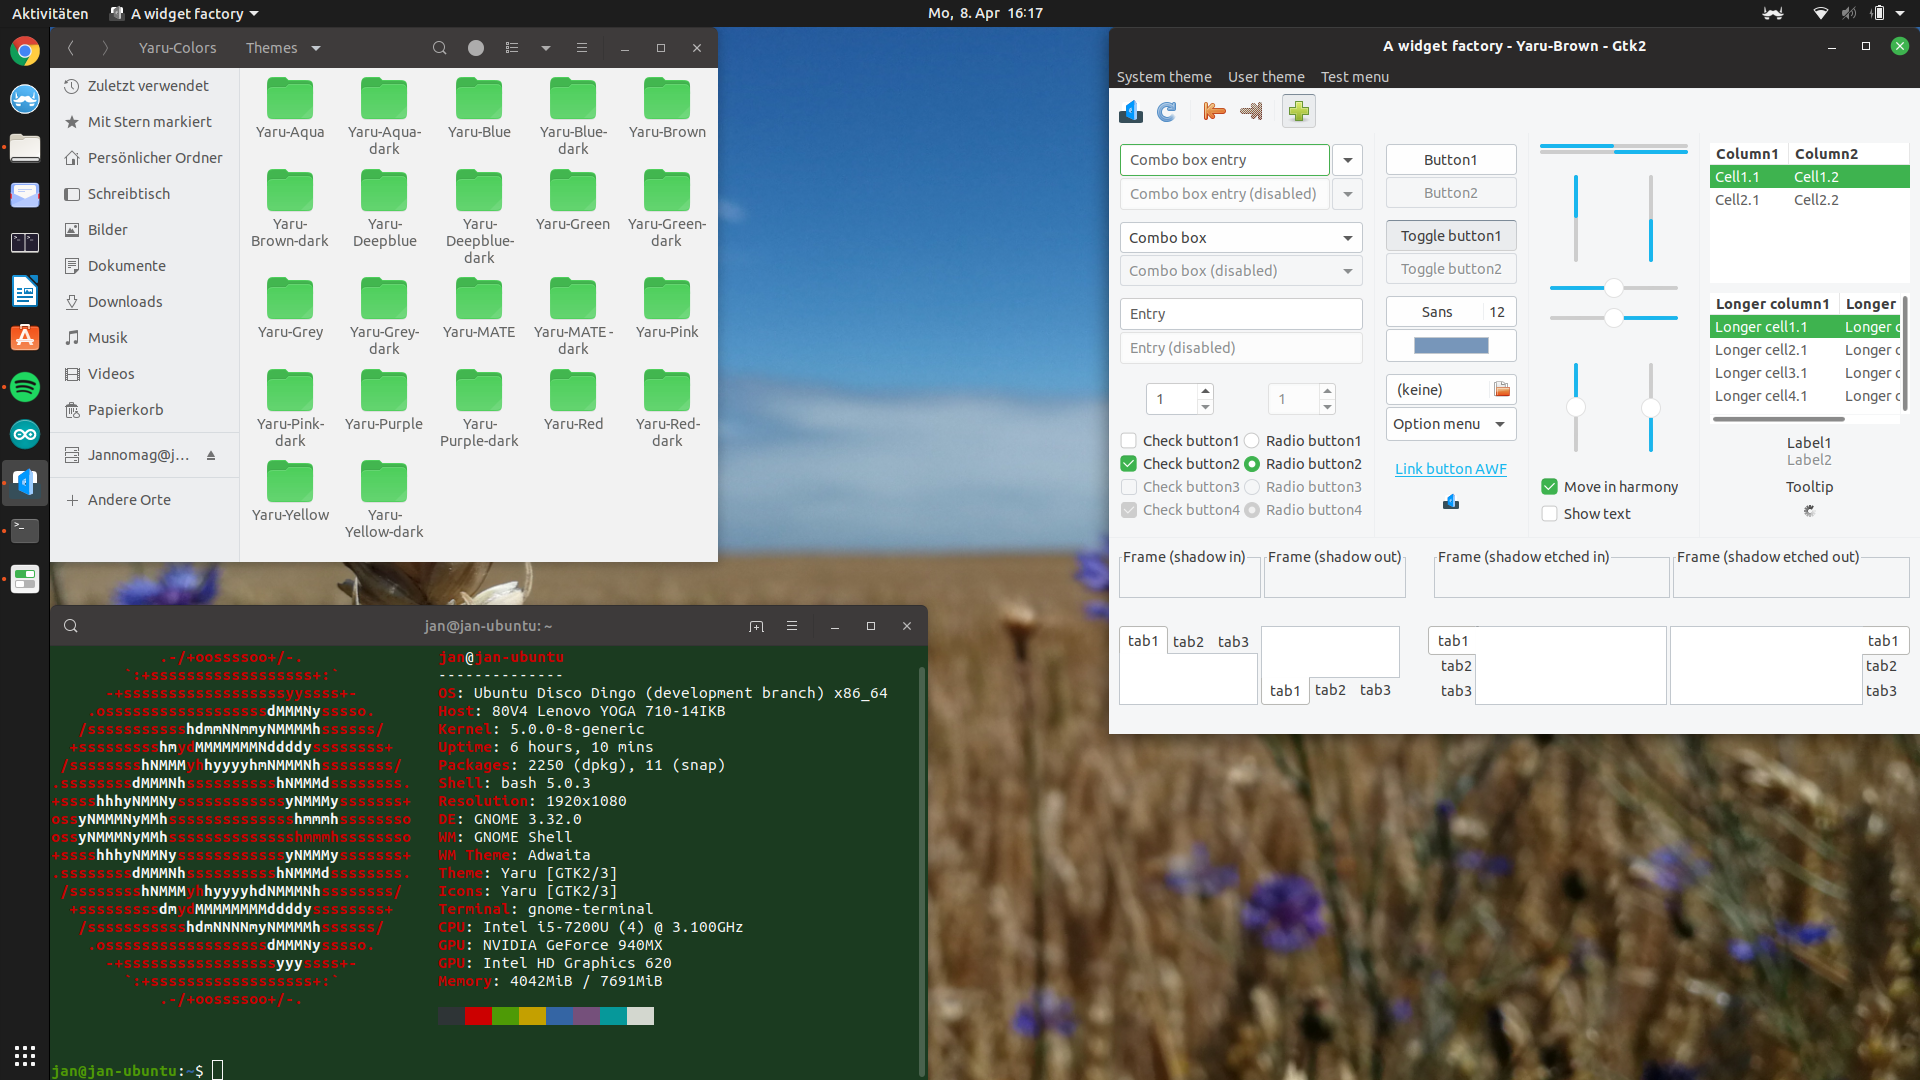 Aktivitäten
A widget factory
Mo, 8. Apr 16:17
Yaru-Colors
Themes
Zuletzt verwendet
Mit Stern markiert
Persönlicher Ordner
Schreibtisch
Bilder
Dokumente
Downloads
Musik
Videos
Papierkorb
Jannomag@j...
Andere Orte
Yaru-Aqua
Yaru-Aqua-
dark
Yaru-Blue
Yaru-Blue-
dark
Yaru-Brown
Yaru-
Brown-dark
Yaru-
Deepblue
Yaru-
Deepblue-
dark
Yaru-Green
Yaru-Green-
dark
Yaru-Grey
Yaru-Grey-
dark
Yaru-MATE
Yaru-MATE-
dark
Yaru-Pink
Yaru-Pink-
dark
Yaru-Purple
Yaru-
Purple-dark
Yaru-Red
Yaru-Red-
dark
Yaru-Yellow
Yaru-
Yellow-dark
A widget factory - Yaru-Brown - Gtk2
System theme User theme Test menu
Combo box entry
Combo box entry (disabled)
Combo box
Combo box (disabled)
Entry
Entry (disabled)
1
1
Check button1 Radio button1
Check button2 Radio button2
Check button3 Radio button3
Check button4 Radio button4
Button1
Button2
Toggle button1
Toggle button2
Sans 12
(keine)
Option menu
Link button AWF
Move in harmony
Show text
Column1 Column2
Cell1.1 Cell1.2
Cell2.1 Cell2.2
Longer column1 Longer
Longer cell1.1 Longer c
Longer cell2.1 Longer c
Longer cell3.1 Longer c
Longer cell4.1 Longer c
Label1
Label2
Tooltip
Frame (shadow in) Frame (shadow out) Frame (shadow etched in) Frame (shadow etched out)
tab1 tab2 tab3
tab1 tab2 tab3
tab1
tab2
tab3
tab1
tab2
tab3
jan@jan-ubuntu: ~
jan@jan-ubuntu
--------------
OS: Ubuntu Disco Dingo (development branch) x86_64
Host: 80V4 Lenovo YOGA 710-14IKB
Kernel: 5.0.0-8-generic
Uptime: 6 hours, 10 mins
Packages: 2250 (dpkg), 11 (snap)
Shell: bash 5.0.3
Resolution: 1920x1080
DE: GNOME 3.32.0
WM: GNOME Shell
WM Theme: Adwaita
Theme: Yaru [GTK2/3]
Icons: Yaru [GTK2/3]
Terminal: gnome-terminal
CPU: Intel i5-7200U (4) @ 3.100GHz
GPU: NVIDIA GeForce 940MX
GPU: Intel HD Graphics 620
Memory: 4042MiB / 7691MiB
jan@jan-ubuntu:~$